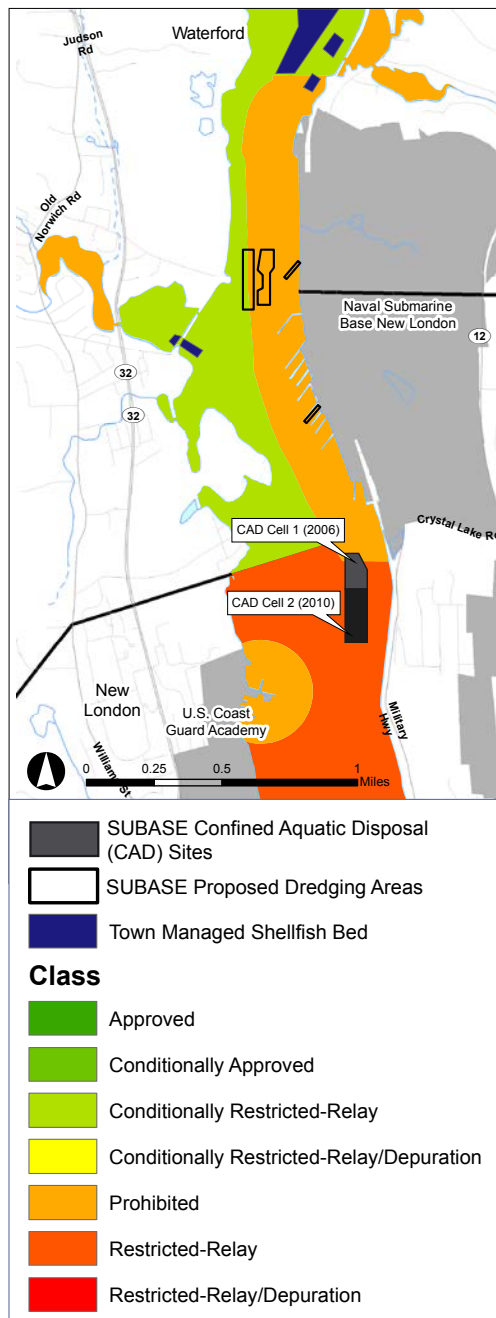 Judson
Rd
Waterford
Old
Norwich Rd
Naval Submarine
Base New London
12
32
32
Crystal Lake R
CAD Cell 1 (2006)
CAD Cell 2 (2010)
New
London
U.S. Coast
Guard Academy
Military
Hwy
Williams St
0 0.25 0.5 1
Miles
SUBASE Confined Aquatic Disposal
(CAD) Sites
SUBASE Proposed Dredging Areas
Town Managed Shellfish Bed
Class
Approved
Conditionally Approved
Conditionally Restricted-Relay
Conditionally Restricted-Relay/Depuration
Prohibited
Restricted-Relay
Restricted-Relay/Depuration